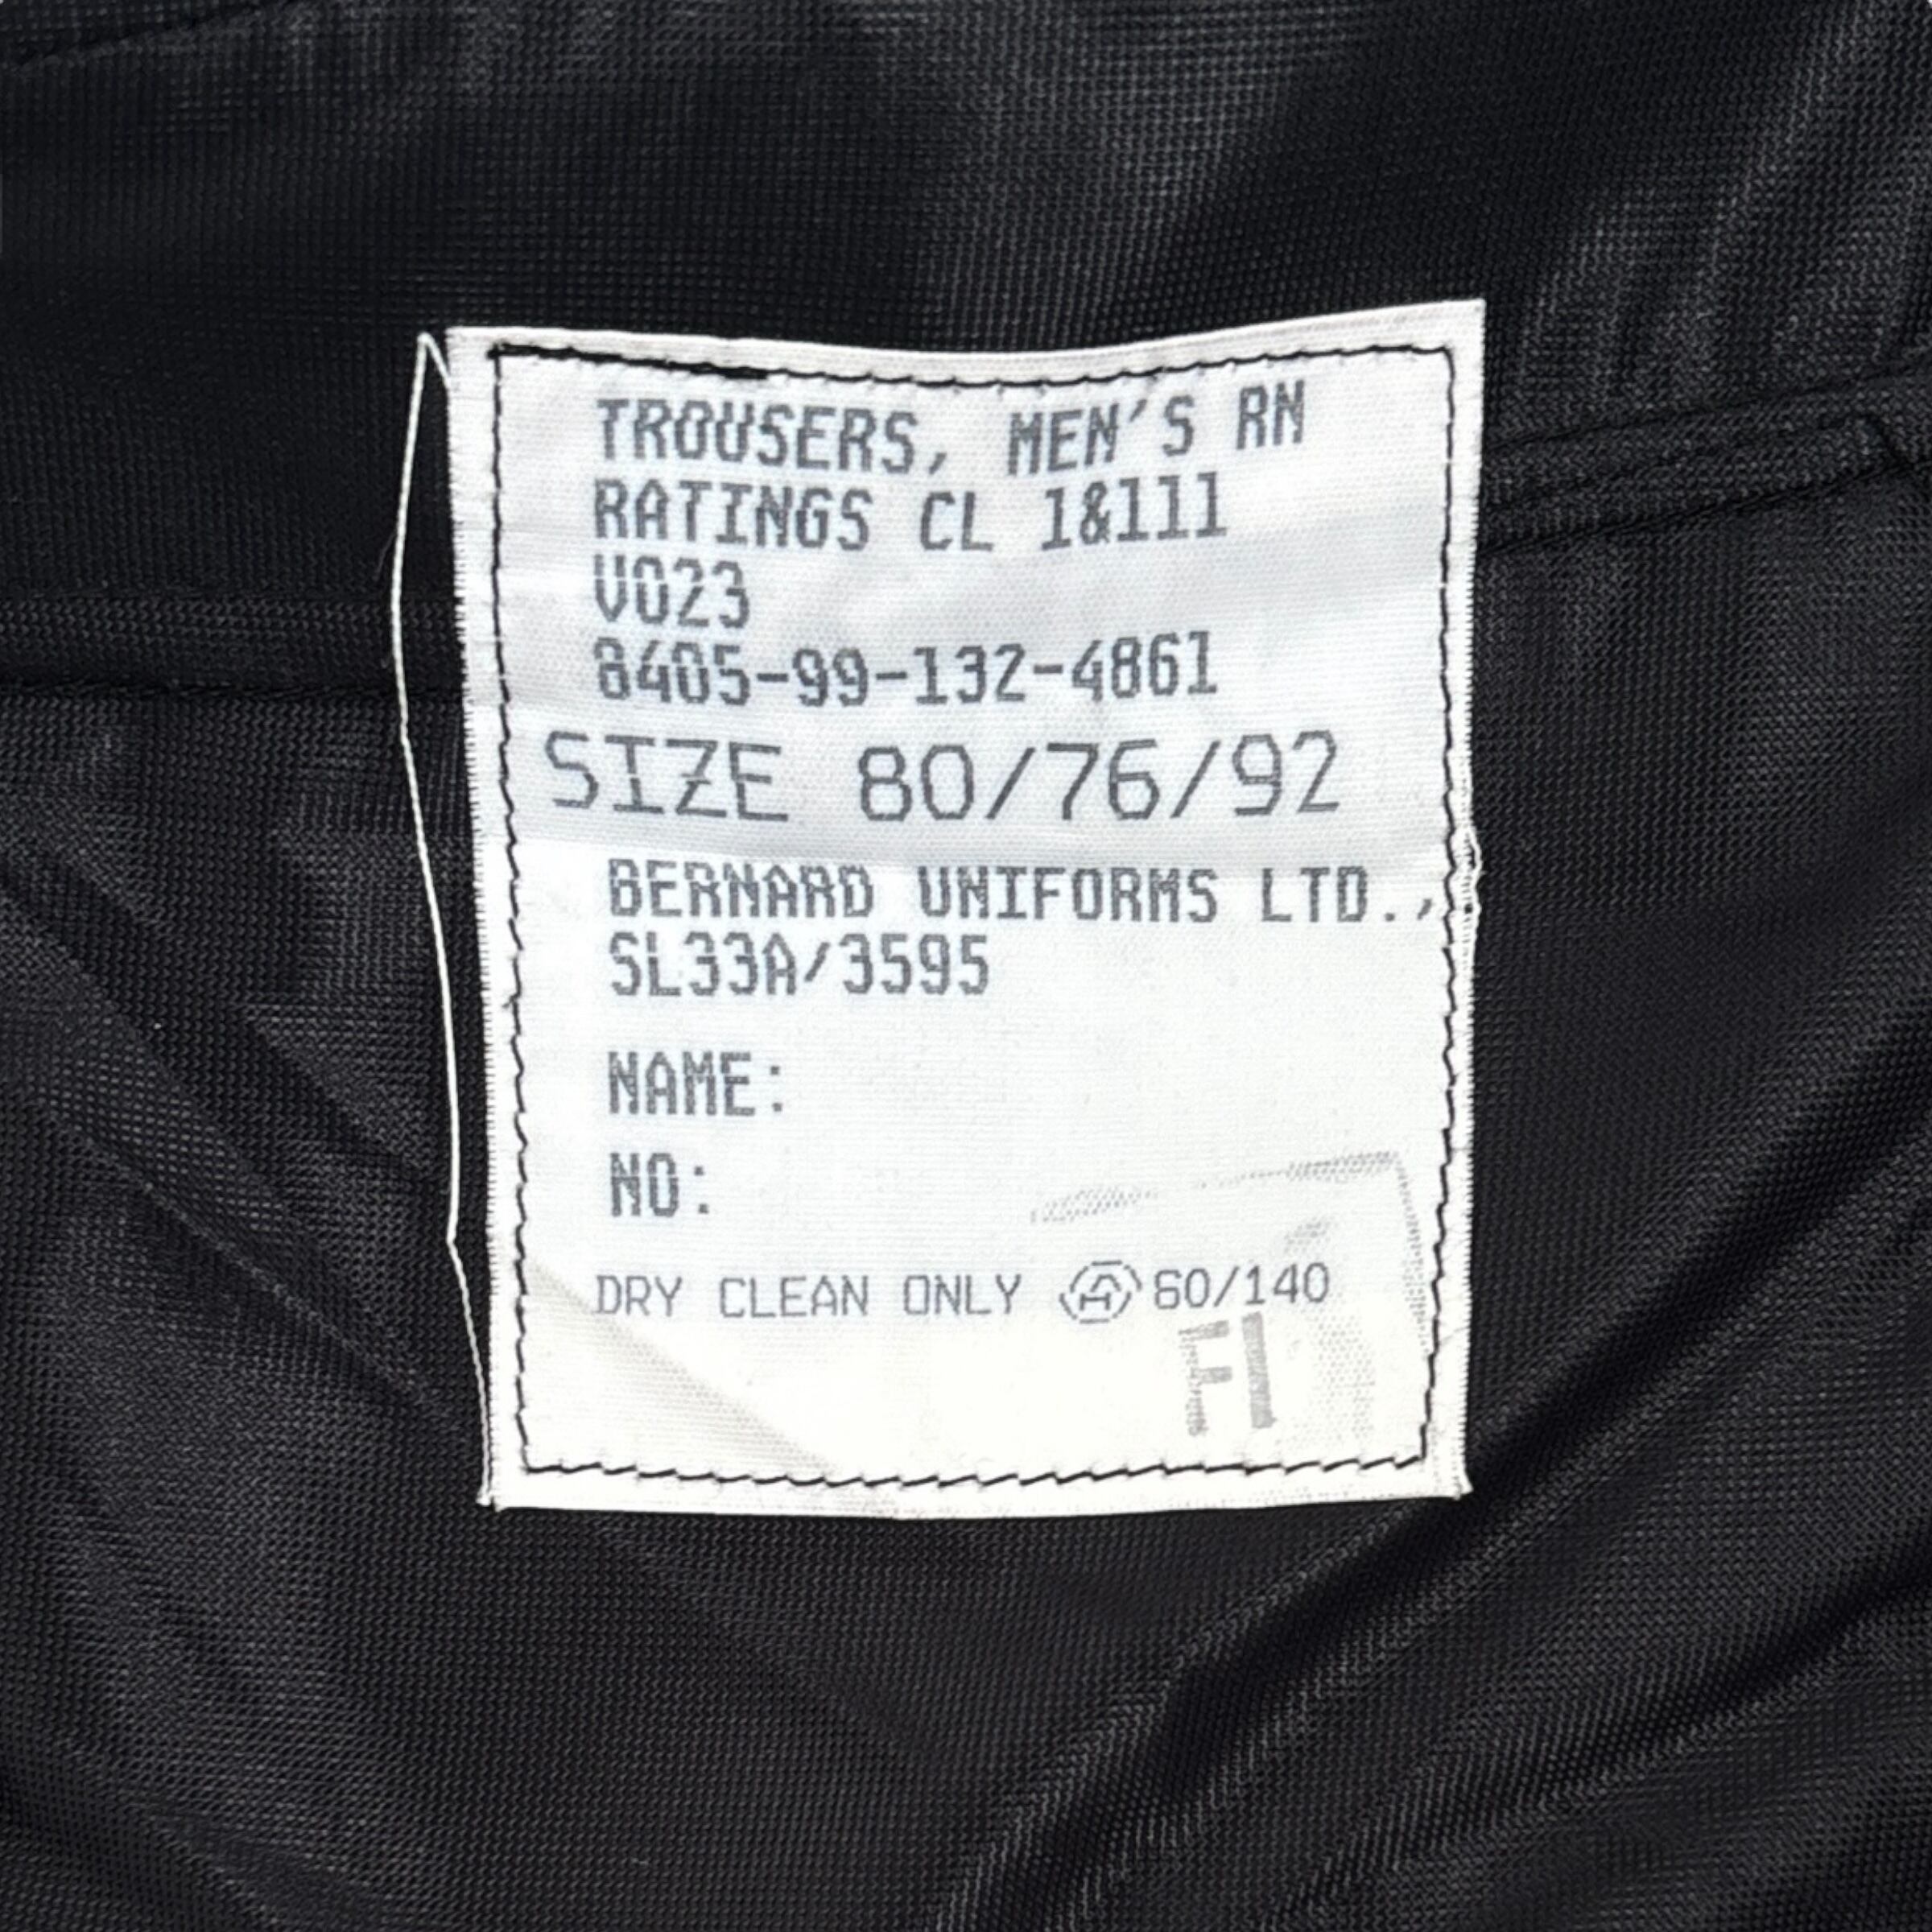 TROUSERS, MEN'S RN
RATINGS CL 1&111
V023
8405-99-132-4861
SIZE 80/76/92
BERNARD UNIFORMS LTD.,
SL33A/3595
NAME:
NO:
DRY CLEAN ONLY Ⓐ 60/140